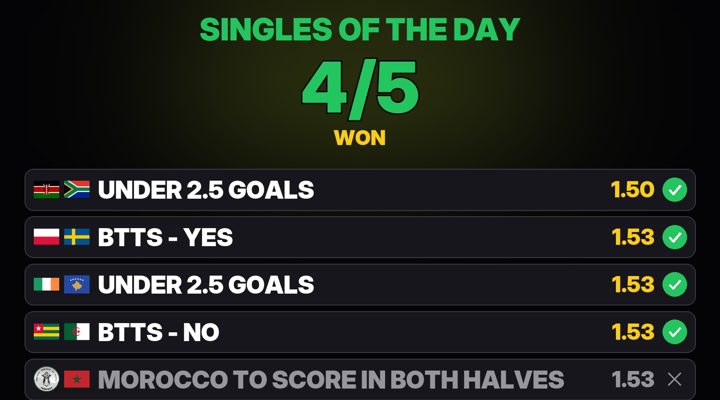 SINGLES OF THE DAY
4/5
WON
UNDER 2.5 GOALS 1.50
BTTS - YES 1.53
UNDER 2.5 GOALS 1.53
BTTS - NO 1.53
MOROCCO TO SCORE IN BOTH HALVES 1.53